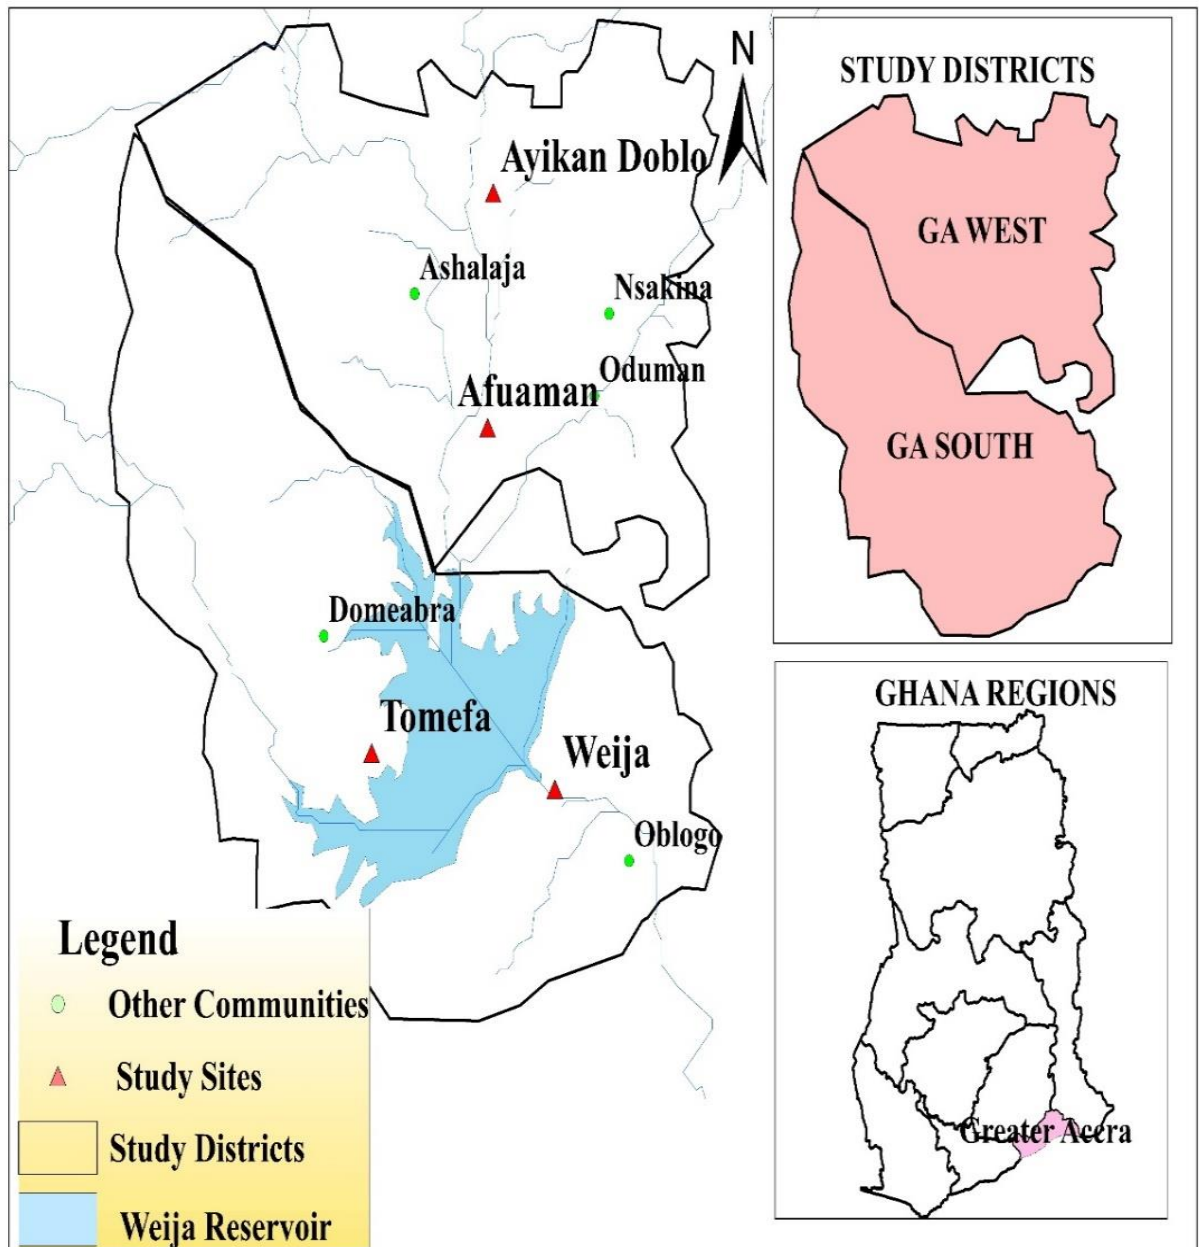 N
Ayikan Doblo
Ashalaja
Nsakina
Oduman
Afuaman
Domeabra
Tomefa
Weija
Oblogo
Legend
Other Communities
Study Sites
Study Districts
Weija Reservoir
STUDY DISTRICTS
GA WEST
GA SOUTH
GHANA REGIONS
Greater Accra